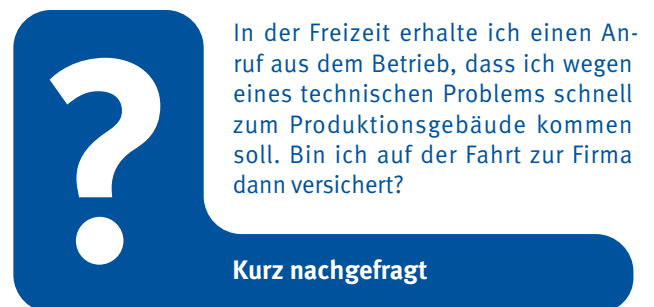 ?
In der Freizeit erhalte ich einen An-
ruf aus dem Betrieb, dass ich wegen
eines technischen Problems schnell
zum Produktionsgebäude kommen
soll. Bin ich auf der Fahrt zur Firma
dann versichert?
Kurz nachgefragt